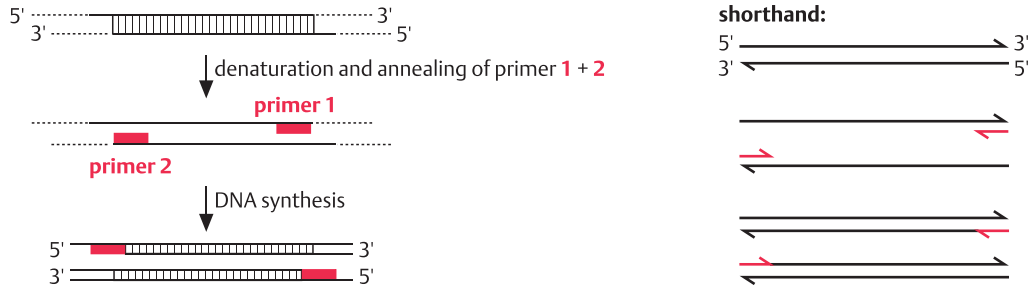 shorthand:
5' 3'
3' 5'
denaturation and annealing of primer 1 + 2
primer 1
primer 2
DNA synthesis
5' 3'
3' 5'
5' 3'
3' 5'